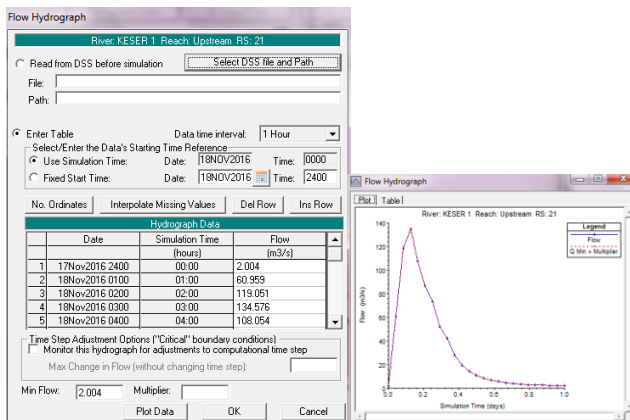 Flow Hydrograph
River: KESER 1 Reach: Upstream RS: 21
Read from DSS before simulation
Select DSS file and Path
File:
Path:
Enter Table
Data time interval: 1 Hour
Select/Enter the Data's Starting Time Reference
Use Simulation Time: Date: 18NOV2016 Time: 0000
Fixed Start Time: Date: 18NOV2016 Time: 2400
No. Ordinates Interpolate Missing Values Del Row Ins Row
Hydrograph Data
Date Simulation Time Flow
(hours) (m3/s)
1 17Nov2016 2400 00:00 2.004
2 18Nov2016 0100 01:00 60.959
3 18Nov2016 0200 02:00 119.051
4 18Nov2016 0300 03:00 134.576
5 18Nov2016 0400 04:00 108.054
Time Step Adjustment Options ("Critical" boundary conditions)
Monitor this hydrograph for adjustments to computational time step
Max Change in Flow (without changing time step):
Min Flow: 2.004 Multiplier:
Plot Data OK Cancel
Flow Hydrograph
Plot Table
River: KESER 1 Reach: Upstream RS: 21
Legend
Flow
Q Min + Multiplier
Flow (m3/s)
140
120
100
80
60
40
20
0
0.0 0.2 0.4 0.6 0.8 1.0
Simulation Time (days)